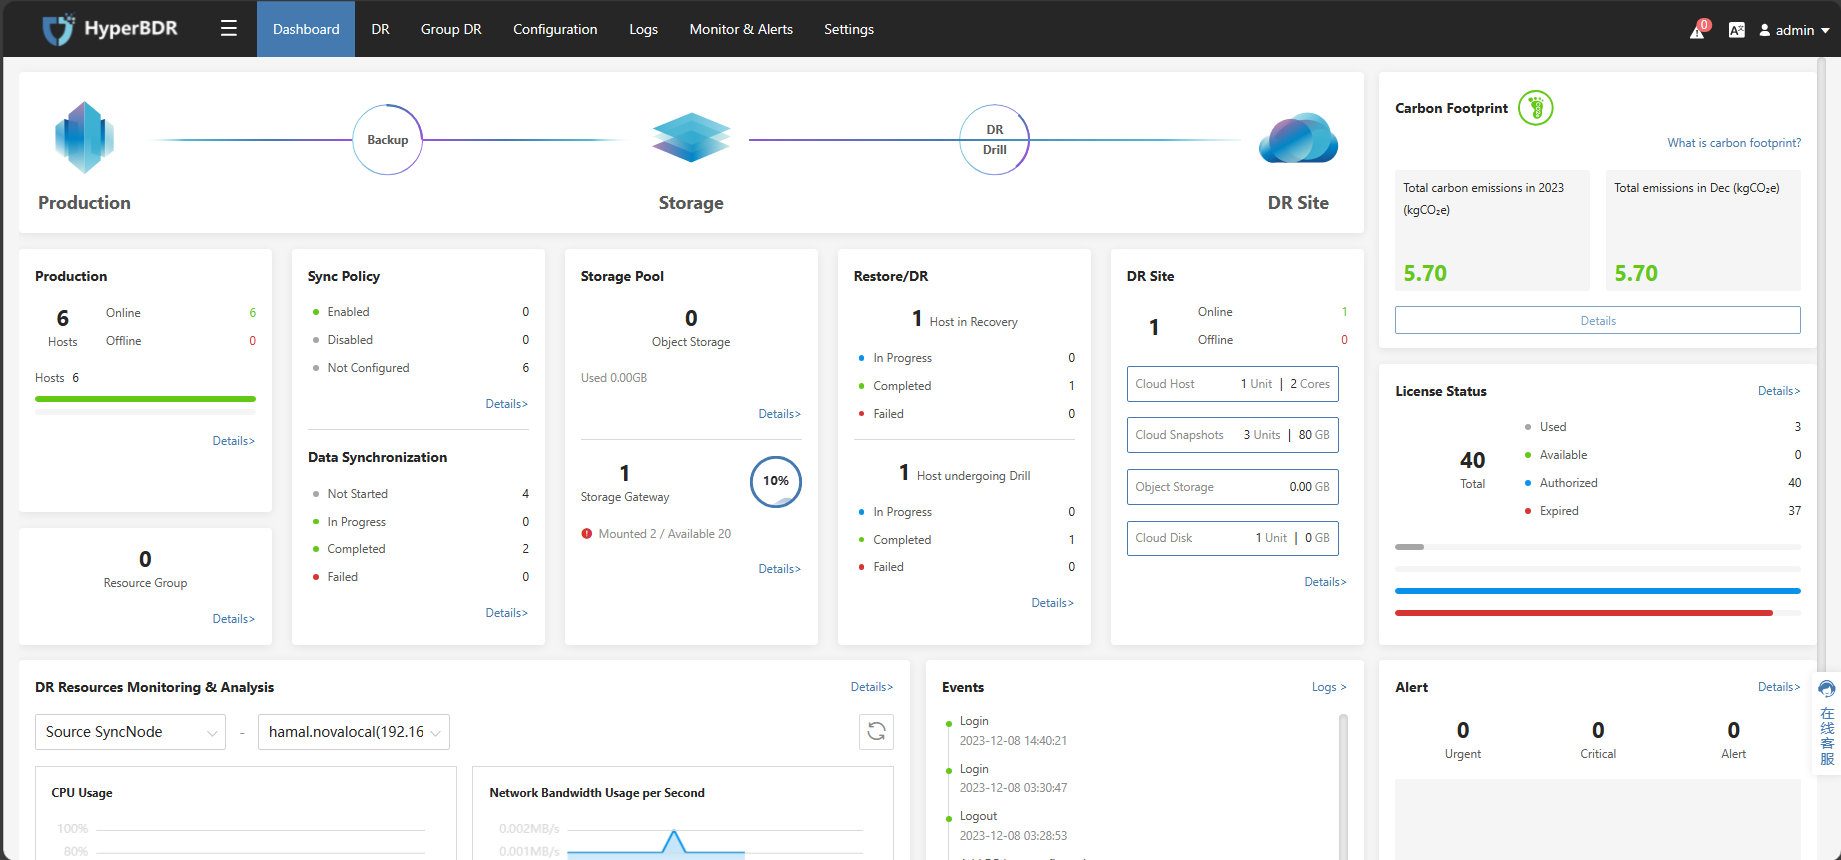 HyperBDR
Dashboard
DR
Group DR
Configuration
Logs
Monitor & Alerts
Settings
0
admin
Backup
DR
Drill
Production
Storage
DR Site
Carbon Footprint
What is carbon footprint?
Total carbon emissions in 2023
(kgCO₂e)
5.70
Total emissions in Dec (kgCO₂e)
5.70
Details
Production
6
Hosts
Online 6
Offline 0
Hosts 6
Details>
0
Resource Group
Details>
Sync Policy
Enabled 0
Disabled 0
Not Configured 6
Details>
Data Synchronization
Not Started 4
In Progress 0
Completed 2
Failed 0
Details>
Storage Pool
0
Object Storage
Used 0.00GB
Details>
1
Storage Gateway
10%
Mounted 2 / Available 20
Details>
Restore/DR
1 Host in Recovery
In Progress 0
Completed 1
Failed 0
1 Host undergoing Drill
In Progress 0
Completed 1
Failed 0
Details>
DR Site
1
Online 1
Offline 0
Cloud Host 1 Unit | 2 Cores
Cloud Snapshots 3 Units | 80 GB
Object Storage 0.00 GB
Cloud Disk 1 Unit | 0 GB
Details>
License Status
Details>
40
Total
Used 3
Available 0
Authorized 40
Expired 37
DR Resources Monitoring & Analysis
Details>
Source SyncNode - hamal.novalocal(192.16
CPU Usage
100%
80%
Network Bandwidth Usage per Second
0.002MB/s
0.001MB/s
Events
Logs >
Login
2023-12-08 14:40:21
Login
2023-12-08 03:30:47
Logout
2023-12-08 03:28:53
Alert
Details>
0
Urgent
0
Critical
0
Alert
在线客服